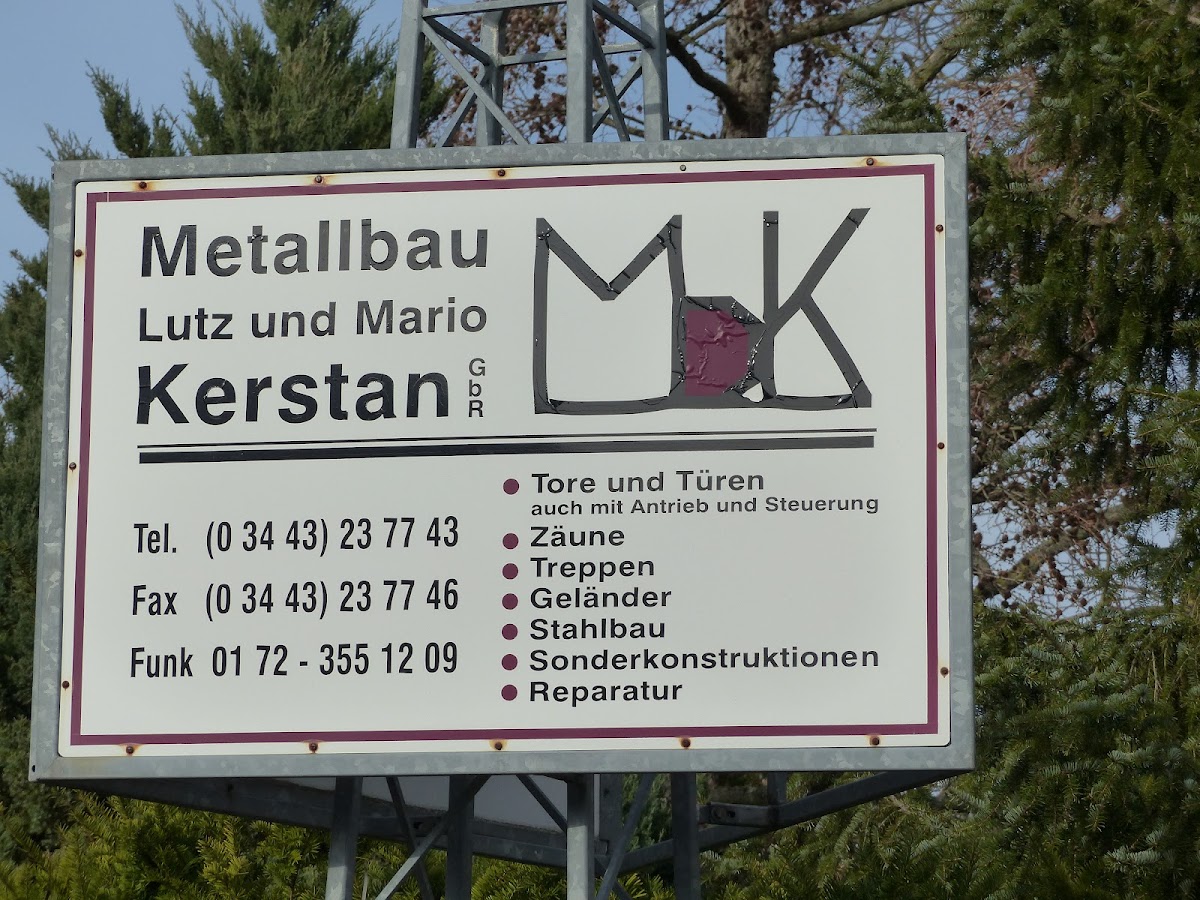 Metallbau
Lutz und Mario
Kerstan GbR
MK
Tel. (0 34 43) 23 77 43
Fax (0 34 43) 23 77 46
Funk 01 72 - 355 12 09
Tore und Türen
auch mit Antrieb und Steuerung
Zäune
Treppen
Geländer
Stahlbau
Sonderkonstruktionen
Reparatur